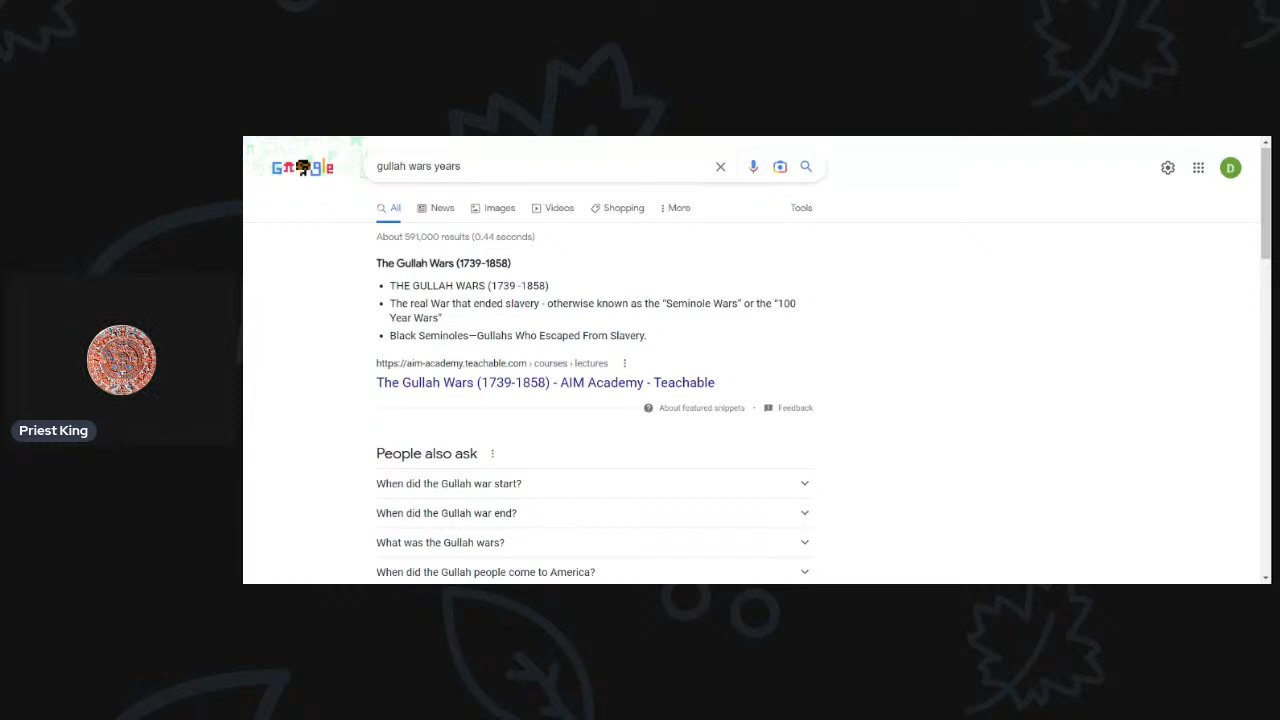 Google
gullah wars years
All
News
Images
Videos
Shopping
More
Tools
D
About 591,000 results (0.44 seconds)
The Gullah Wars (1739-1858)
• THE GULLAH WARS (1739 -1858)
• The real War that ended slavery - otherwise known as the “Seminole Wars” or the “100
Year Wars”
• Black Seminoles—Gullahs Who Escaped From Slavery.
https://aim-academy.teachable.com › courses › lectures
The Gullah Wars (1739-1858) - AIM Academy - Teachable
About featured snippets • Feedback
People also ask
When did the Gullah war start?
When did the Gullah war end?
What was the Gullah wars?
When did the Gullah people come to America?
Priest King